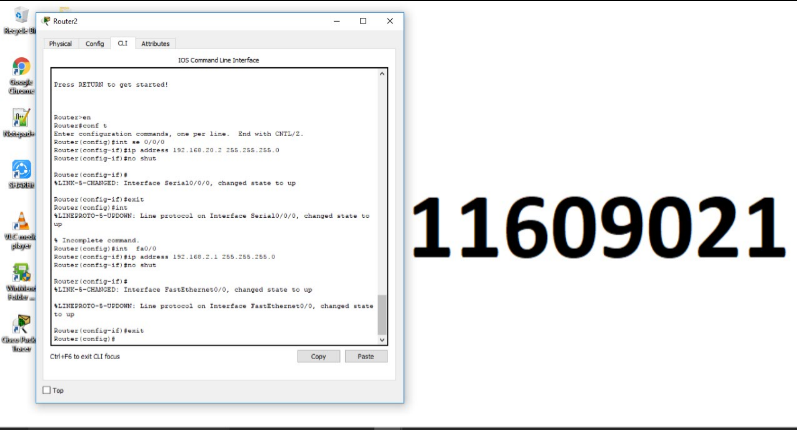 Router2
Physical Config CLI Attributes
IOS Command Line Interface
Press RETURN to get started!
Router>en
Router#conf t
Enter configuration commands, one per line. End with CNTL/Z.
Router(config)#int se 0/0/0
Router(config-if)#ip address 192.168.20.2 255.255.255.0
Router(config-if)#no shut
Router(config-if)#
%LINK-5-CHANGED: Interface Serial0/0/0, changed state to up
Router(config-if)#exit
Router(config)#int
%LINEPROTO-5-UPDOWN: Line protocol on Interface Serial0/0/0, changed state to
up
% Incomplete command.
Router(config)#int fa0/0
Router(config-if)#ip address 192.168.2.1 255.255.255.0
Router(config-if)#no shut
Router(config-if)#
%LINK-5-CHANGED: Interface FastEthernet0/0, changed state to up
%LINEPROTO-5-UPDOWN: Line protocol on Interface FastEthernet0/0, changed state
to up
Router(config-if)#exit
Router(config)#
Ctrl+F6 to exit CLI focus
Copy Paste
Top
11609021
Google
Chrome
SHAREit
VLC media
player
Folder ...
Tracer